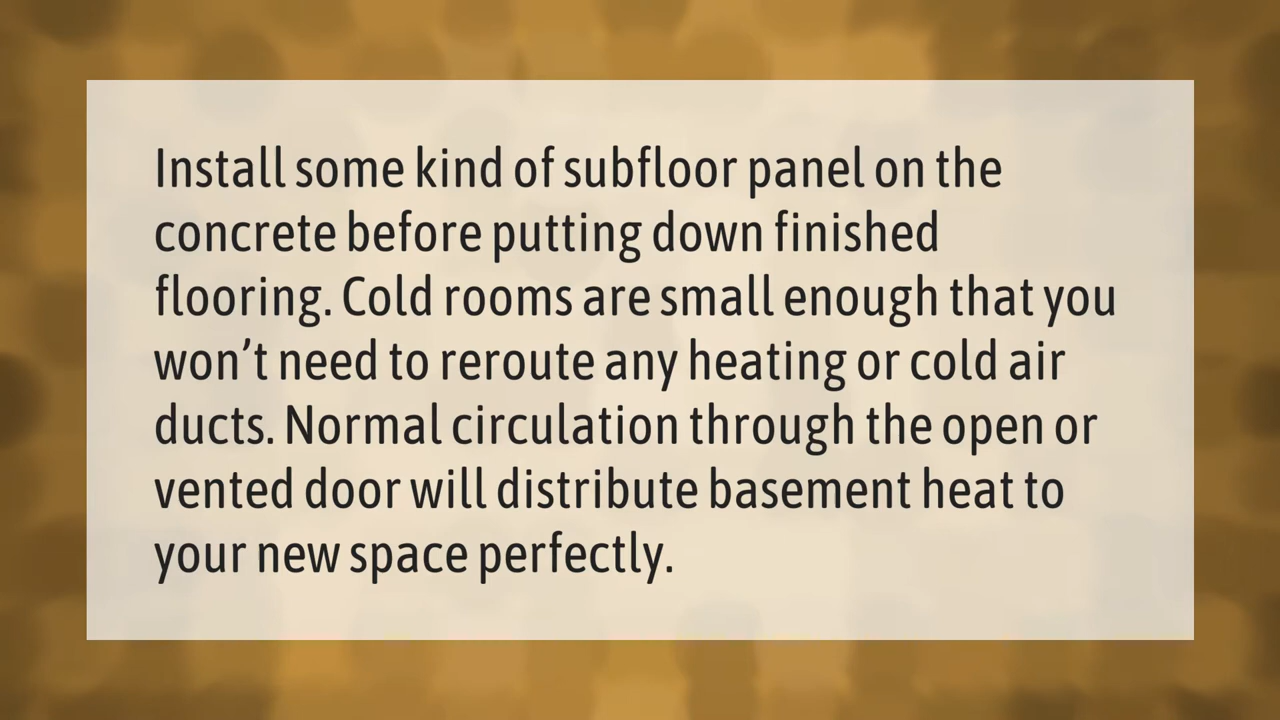 Install some kind of subfloor panel on the
concrete before putting down finished
flooring. Cold rooms are small enough that you
won’t need to reroute any heating or cold air
ducts. Normal circulation through the open or
vented door will distribute basement heat to
your new space perfectly.